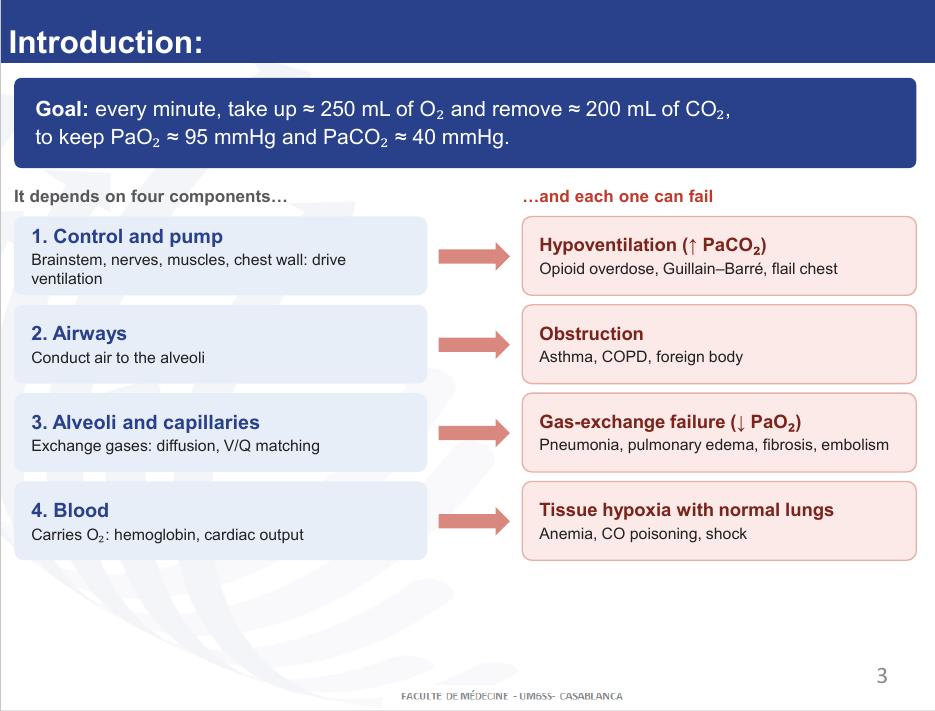 Introduction:
Goal: every minute, take up ≈ 250 mL of O₂ and remove ≈ 200 mL of CO₂,
to keep PaO₂ ≈ 95 mmHg and PaCO₂ ≈ 40 mmHg.
It depends on four components…
…and each one can fail
1. Control and pump
Brainstem, nerves, muscles, chest wall: drive
ventilation
Hypoventilation (↑ PaCO₂)
Opioid overdose, Guillain–Barré, flail chest
2. Airways
Conduct air to the alveoli
Obstruction
Asthma, COPD, foreign body
3. Alveoli and capillaries
Exchange gases: diffusion, V/Q matching
Gas-exchange failure (↓ PaO₂)
Pneumonia, pulmonary edema, fibrosis, embolism
4. Blood
Carries O₂: hemoglobin, cardiac output
Tissue hypoxia with normal lungs
Anemia, CO poisoning, shock
3
FACULTE DE MÉDECINE - UM6SS- CASABLANCA